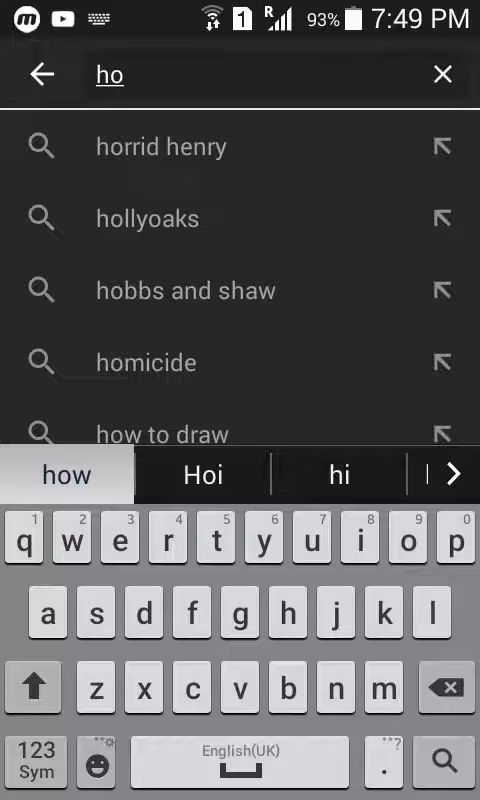 1 R 93% 7:49 PM
ho
horrid henry
hollyoaks
hobbs and shaw
homicide
how to draw
how Hoi hi
1 2 3 4 5 6 7 8 9 0
q w e r t y u i o p
a s d f g h j k l
z x c v b n m
123 English(UK) ...?
Sym .